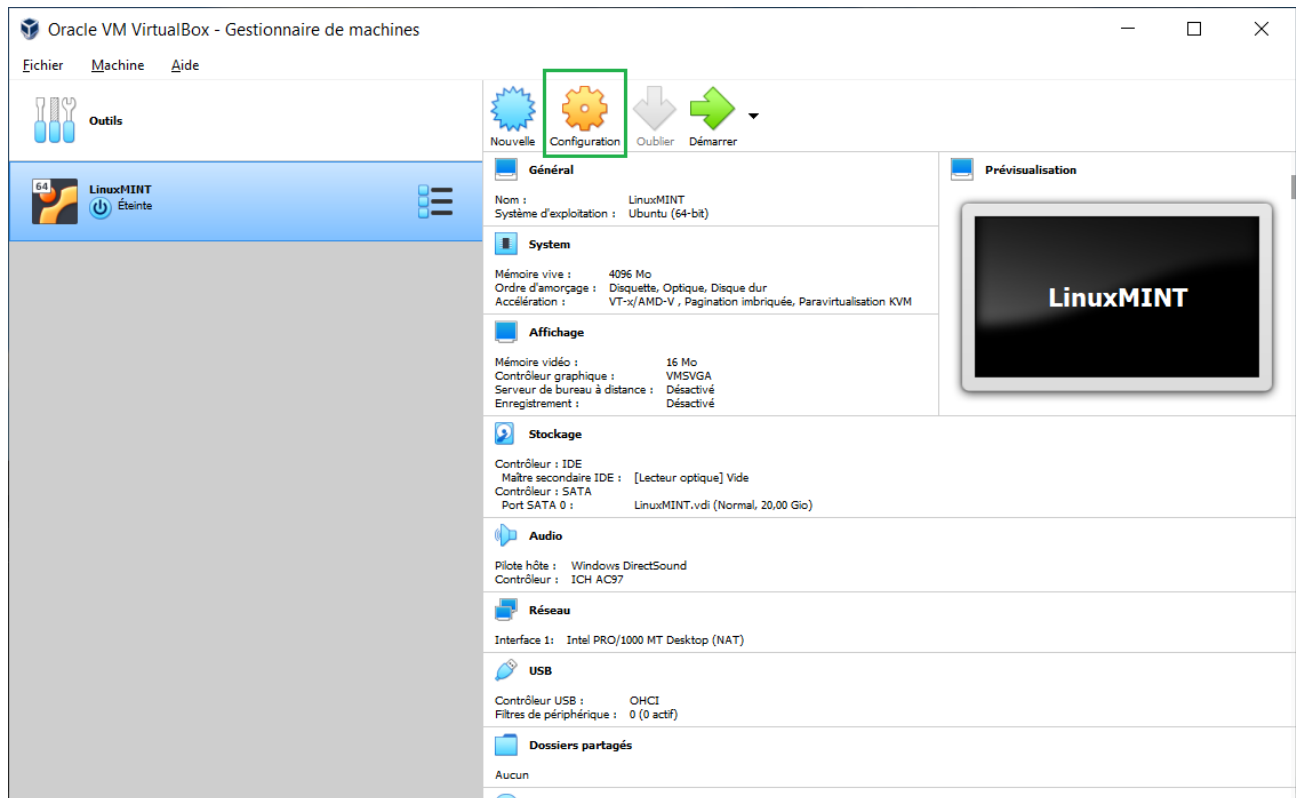 Oracle VM VirtualBox - Gestionnaire de machines
Fichier Machine Aide
Outils
Nouvelle Configuration Oublier Démarrer
64
LinuxMINT
Éteinte
Général
Nom : LinuxMINT
Système d'exploitation : Ubuntu (64-bit)
System
Mémoire vive : 4096 Mo
Ordre d'amorçage : Disquette, Optique, Disque dur
Accélération : VT-x/AMD-V , Pagination imbriquée, Paravirtualisation KVM
Affichage
Mémoire vidéo : 16 Mo
Contrôleur graphique : VMSVGA
Serveur de bureau à distance : Désactivé
Enregistrement : Désactivé
Prévisualisation
LinuxMINT
Stockage
Contrôleur : IDE
Maître secondaire IDE : [Lecteur optique] Vide
Contrôleur : SATA
Port SATA 0 : LinuxMINT.vdi (Normal, 20,00 Gio)
Audio
Pilote hôte : Windows DirectSound
Contrôleur : ICH AC97
Réseau
Interface 1: Intel PRO/1000 MT Desktop (NAT)
USB
Contrôleur USB : OHCI
Filtres de périphérique : 0 (0 actif)
Dossiers partagés
Aucun